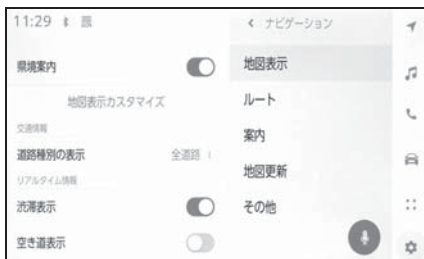 11:29
県境案内
地図表示カスタマイズ
交通情報
道路種別の表示 全道路
リアルタイム情報
渋滞表示
空き道表示
ナビゲーション
地図表示
ルート
案内
地図更新
その他